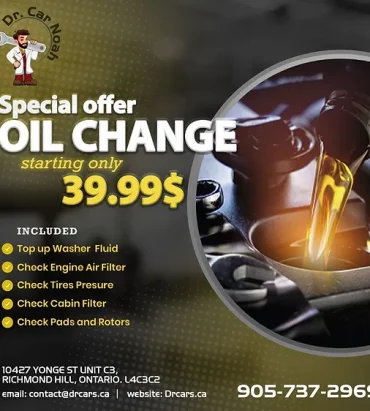 Dr. Car Noah
Special offer
OIL CHANGE
starting only
39.99$
INCLUDED
Top up Washer Fluid
Check Engine Air Filter
Check Tires Presure
Check Cabin Filter
Check Pads and Rotors
10427 YONGE ST UNIT C3,
RICHMOND HILL, ONTARIO. L4C3C2
email: contact@drcars.ca | website: Drcars.ca
905-737-2969